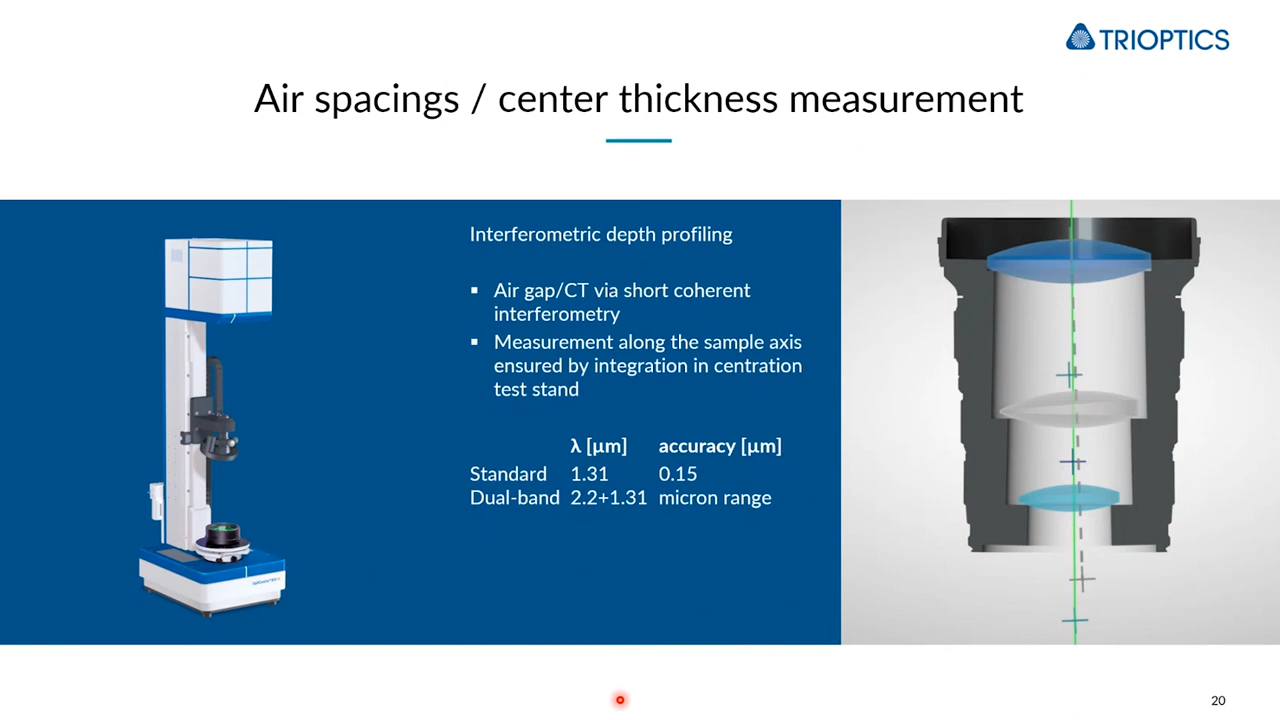 TRIOPTICS
Air spacings / center thickness measurement
Interferometric depth profiling
▪ Air gap/CT via short coherent
interferometry
▪ Measurement along the sample axis
ensured by integration in centration
test stand
λ [µm] accuracy [µm]
Standard 1.31 0.15
Dual-band 2.2+1.31 micron range
20